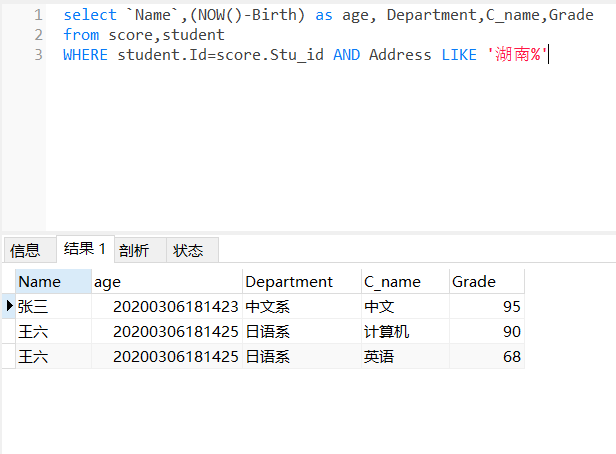 1 select `Name`,(NOW()-Birth) as age, Department,C_name,Grade
2 from score,student
3 WHERE student.Id=score.Stu_id AND Address LIKE '湖南%'
信息 结果 1 剖析 状态
Name age Department C_name Grade
张三 20200306181423 中文系 中文 95
王六 20200306181425 日语系 计算机 90
王六 20200306181425 日语系 英语 68